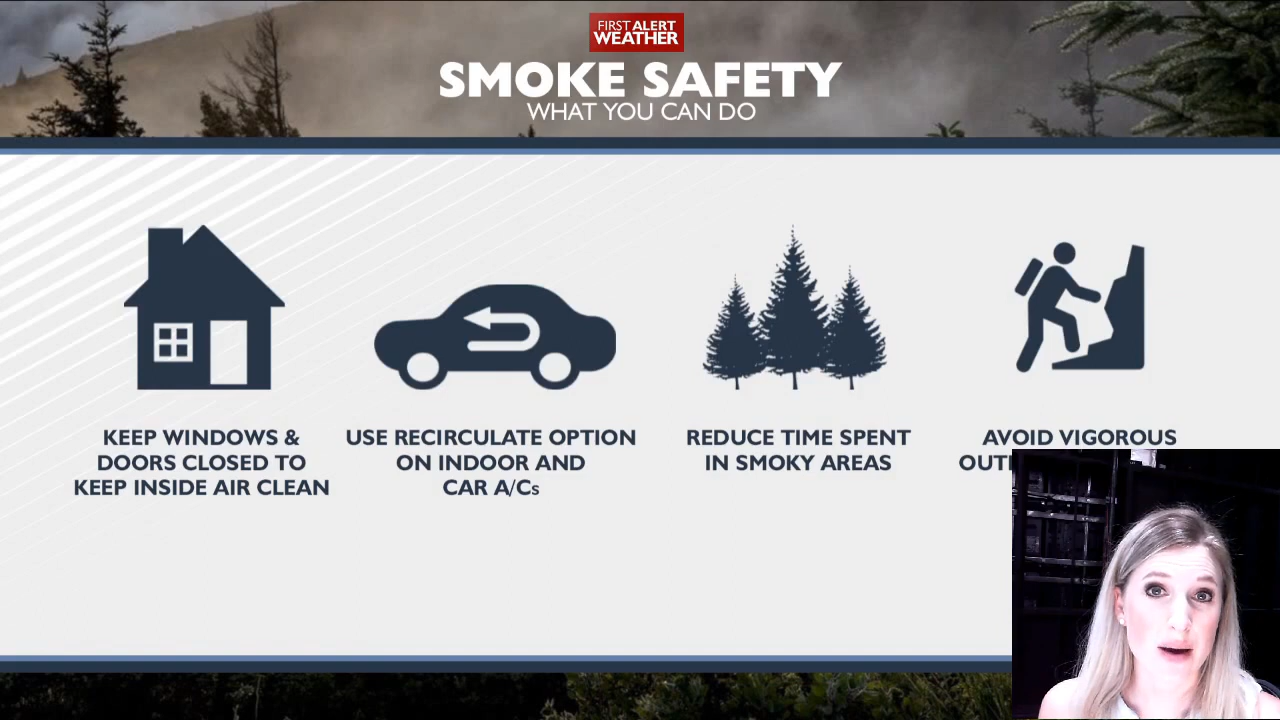 FIRST ALERT
WEATHER
SMOKE SAFETY
WHAT YOU CAN DO
KEEP WINDOWS &
DOORS CLOSED TO
KEEP INSIDE AIR CLEAN
USE RECIRCULATE OPTION
ON INDOOR AND
CAR A/Cs
REDUCE TIME SPENT
IN SMOKY AREAS
AVOID VIGOROUS